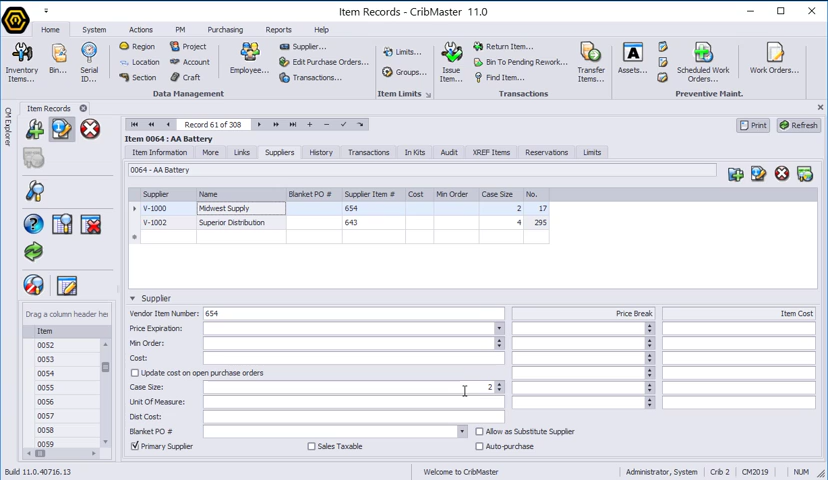 Item Records - CribMaster 11.0
Home System Actions PM Purchasing Reports Help
Inventory Items... Bin... Serial ID... Region Location Section Project Account Craft Employee... Supplier... Edit Purchase Orders... Transactions... Limits... Groups... Issue Item... Return Item... Bin To Pending Rework... Find Item... Transfer Items... Assets... Scheduled Work Orders... Work Orders...
Data Management Item Limits Transactions Preventive Maint.
Item Records
CM Explorer
Record 61 of 308 Print Refresh
Item 0064 : AA Battery
Item Information More Links Suppliers History Transactions In Kits Audit XREF Items Reservations Limits
0064 - AA Battery
Supplier Name Blanket PO # Supplier Item # Cost Min Order Case Size No.
V-1000 Midwest Supply 654 2 17
V-1002 Superior Distribution 643 4 295
Supplier
Vendor Item Number: 654 Price Break Item Cost
Price Expiration:
Min Order:
Cost:
Update cost on open purchase orders
Case Size: 2
Unit Of Measure:
Dist Cost:
Blanket PO # Allow as Substitute Supplier
Primary Supplier Sales Taxable Auto-purchase
Drag a column header he
Item
0052
0053
0054
0055
0056
0057
0058
0059
Build 11.0.40716.13 Welcome to CribMaster Administrator, System Crib 2 CM2019 NUM